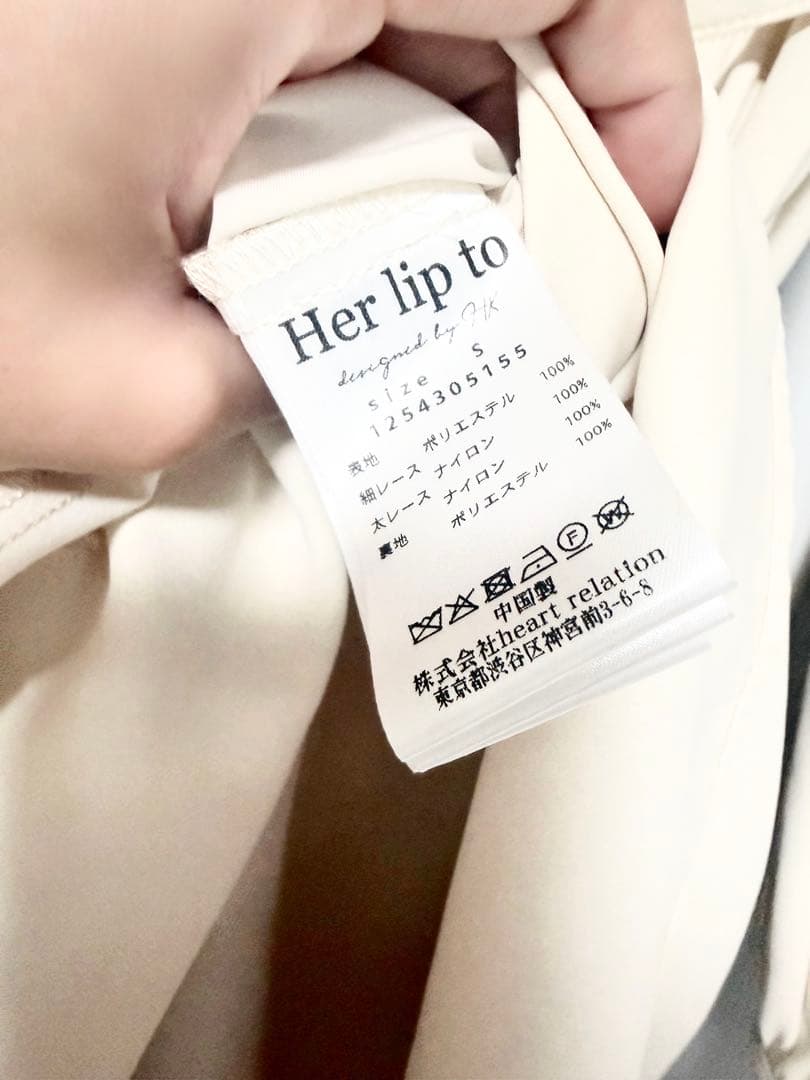 Her lip to
designed by HK
size S
1254305155
表地 ポリエステル 100%
細レース ナイロン 100%
太レース ナイロン 100%
裏地 ポリエステル 100%
F W
中国製
株式会社heart relation
東京都渋谷区神宮前3-6-8